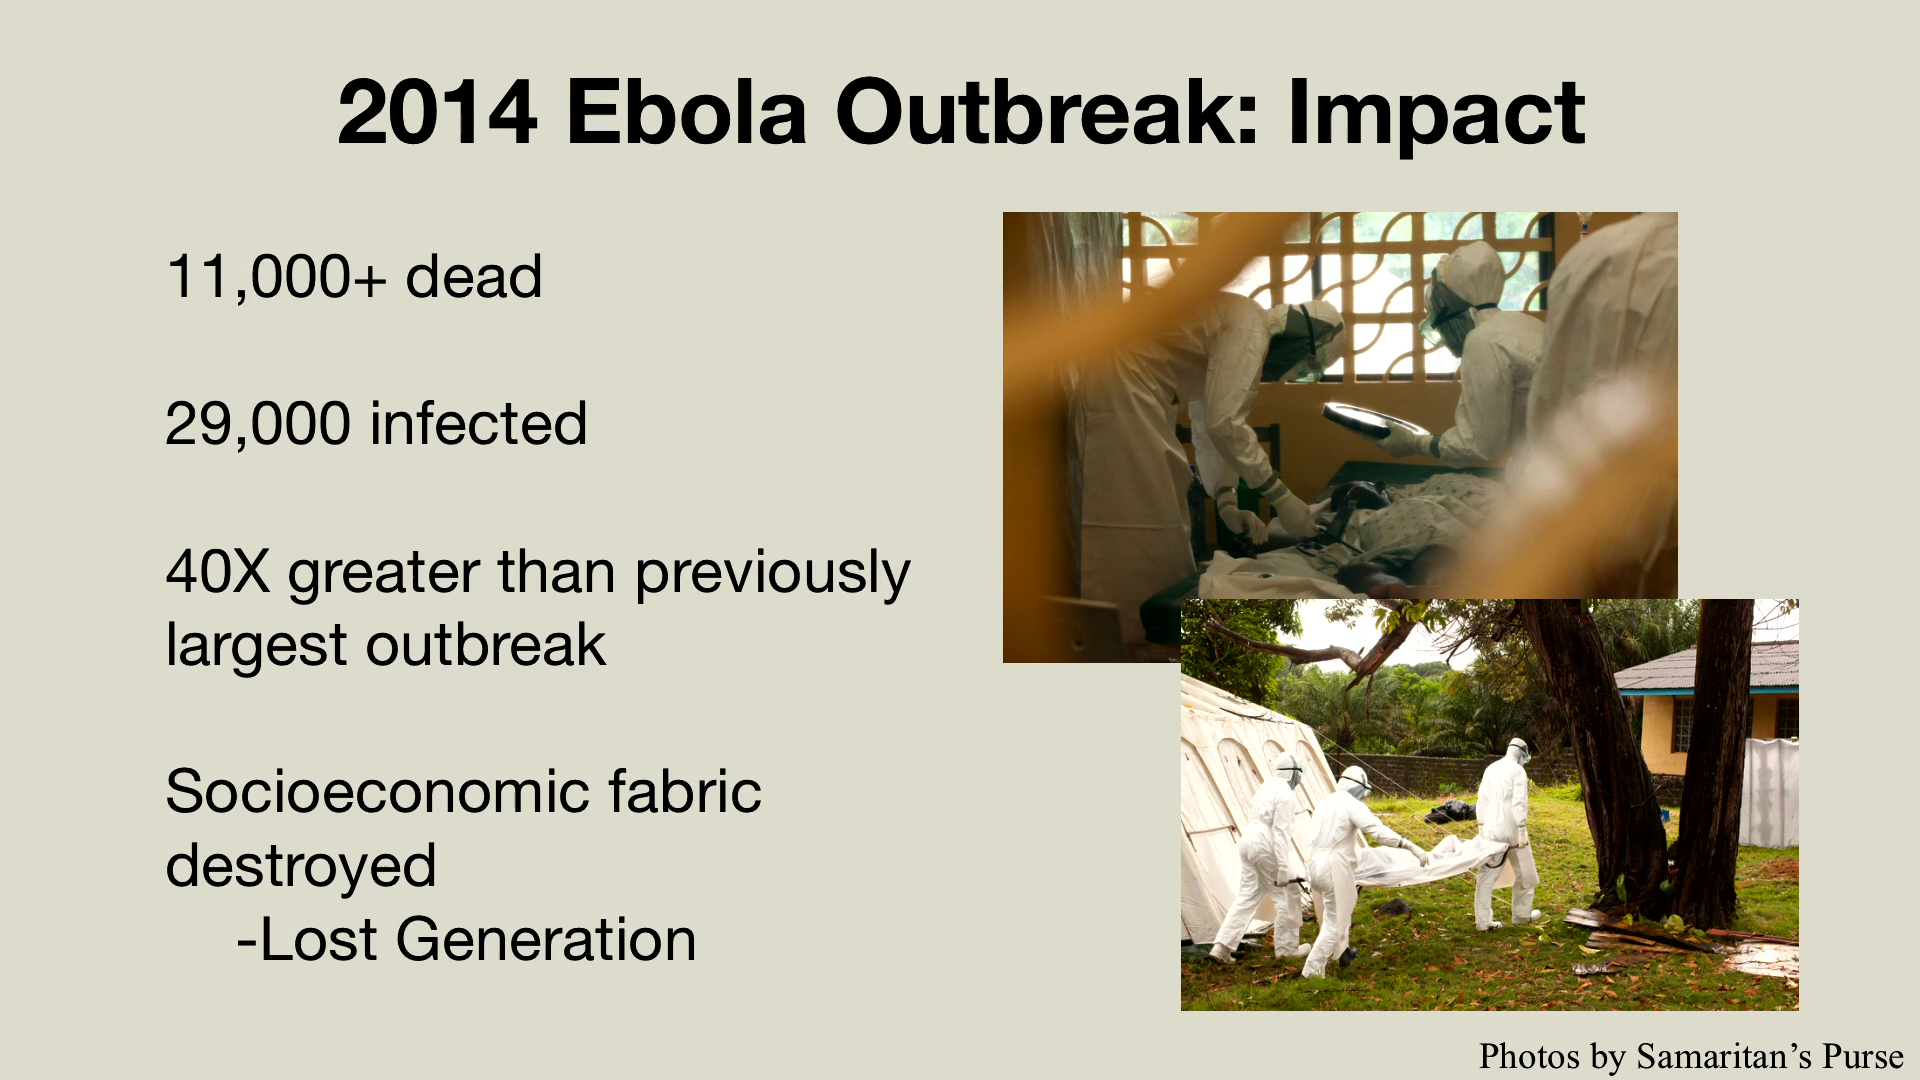 2014 Ebola Outbreak: Impact
11,000+ dead
29,000 infected
40X greater than previously
largest outbreak
Socioeconomic fabric
destroyed
-Lost Generation
Photos by Samaritan’s Purse